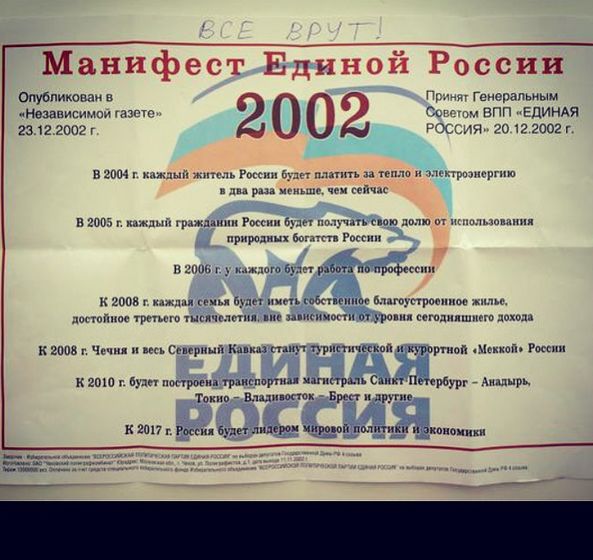 ВСЕ ВРУТ!
Манифест Единой России
2002
Опубликован в
«Независимой газете»
23.12.2002 г.
Принят Генеральным
Советом ВПП «ЕДИНАЯ
РОССИЯ» 20.12.2002 г.
В 2004 г. каждый житель России будет платить за тепло и электроэнергию
в два раза меньше, чем сейчас
В 2005 г. каждый гражданин России будет получать свою долю от использования
природных богатств России
В 2006 г. у каждого будет работа по профессии
К 2008 г. каждая семья будет иметь собственное благоустроенное жилье,
достойное третьего тысячелетия, вне зависимости от уровня сегодняшнего дохода
К 2008 г. Чечня и весь Северный Кавказ станут туристической и курортной «Меккой» России
К 2010 г. будет построена транспортная магистраль Санкт-Петербург – Анадырь,
Токио – Владивосток – Брест и другие
К 2017 г. Россия будет лидером мировой политики и экономики
ЕДИНАЯ
РОССИЯ